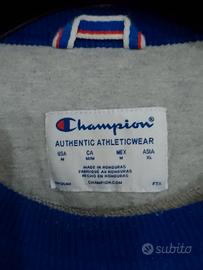 Champion
AUTHENTIC ATHLETICWEAR
USA CA MEX ASIA
M M/M M XL
MADE IN HONDURAS
FABRIQUÉ AU HONDURAS
HECHO EN HONDURAS
CHAMPION.COM FTX
subito